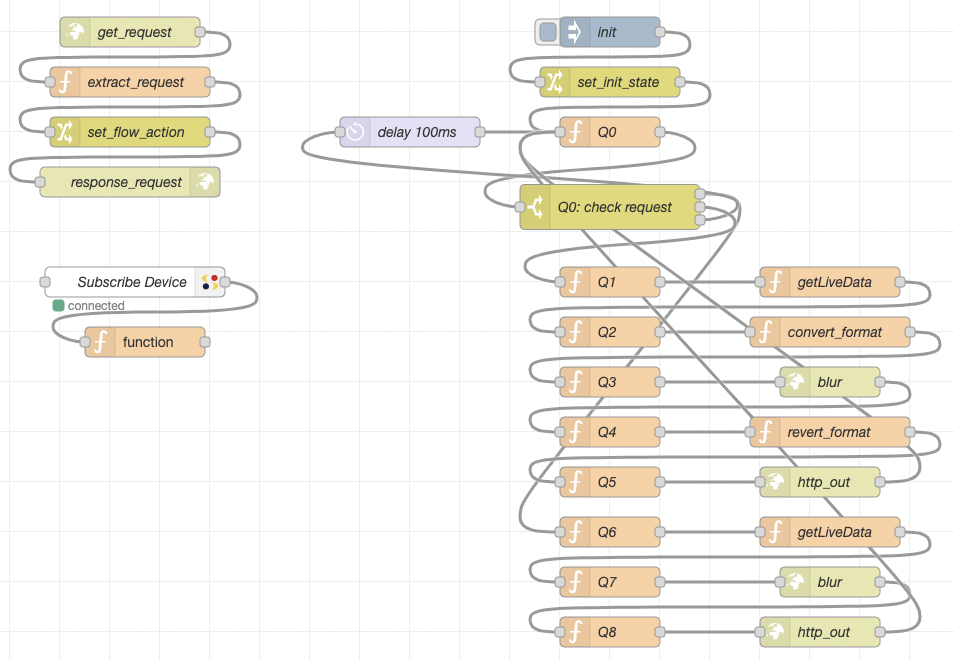 get_request
extract_request
set_flow_action
response_request
Subscribe Device
connected
function
init
set_init_state
delay 100ms
Q0
Q0: check request
Q1
getLiveData
Q2
convert_format
Q3
blur
Q4
revert_format
Q5
http_out
Q6
getLiveData
Q7
blur
Q8
http_out